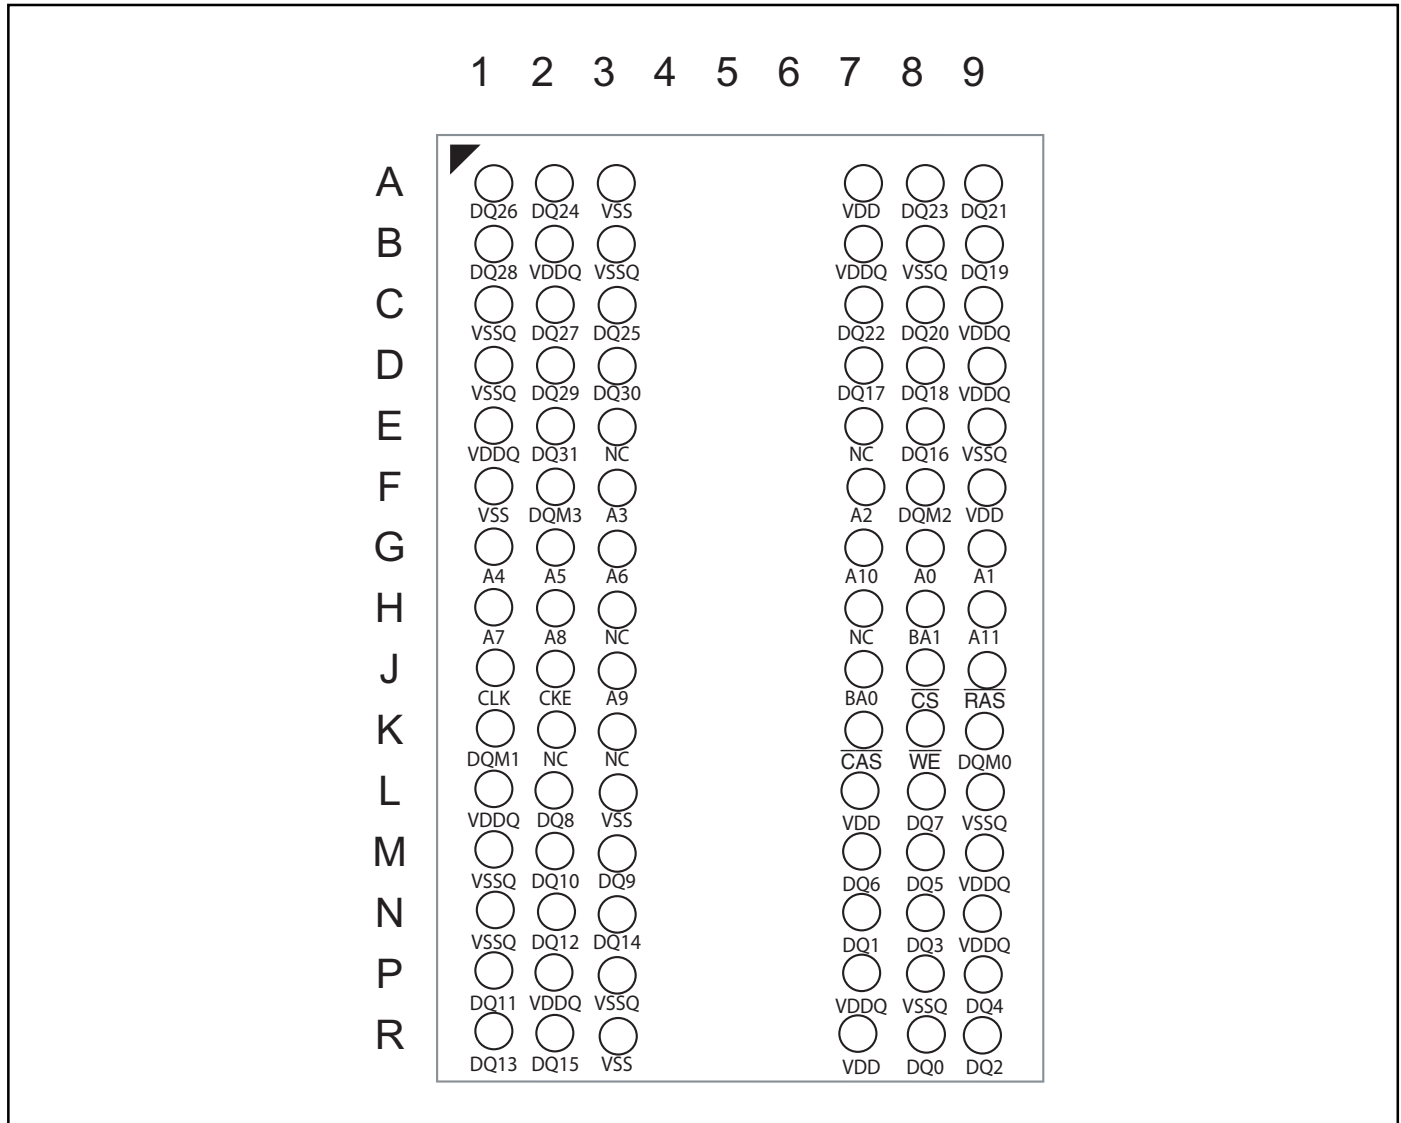 1 2 3 4 5 6 7 8 9
A
DQ26 DQ24 VSS VDD DQ23 DQ21
B
DQ28 VDDQ VSSQ VDDQ VSSQ DQ19
C
VSSQ DQ27 DQ25 DQ22 DQ20 VDDQ
D
VSSQ DQ29 DQ30 DQ17 DQ18 VDDQ
E
VDDQ DQ31 NC NC DQ16 VSSQ
F
VSS DQM3 A3 A2 DQM2 VDD
G
A4 A5 A6 A10 A0 A1
H
A7 A8 NC NC BA1 A11
J
CLK CKE A9 BA0 C̅S̅ R̅A̅S̅
K
DQM1 NC NC C̅A̅S̅ W̅E̅ DQM0
L
VDDQ DQ8 VSS VDD DQ7 VSSQ
M
VSSQ DQ10 DQ9 DQ6 DQ5 VDDQ
N
VSSQ DQ12 DQ14 DQ1 DQ3 VDDQ
P
DQ11 VDDQ VSSQ VDDQ VSSQ DQ4
R
DQ13 DQ15 VSS VDD DQ0 DQ2